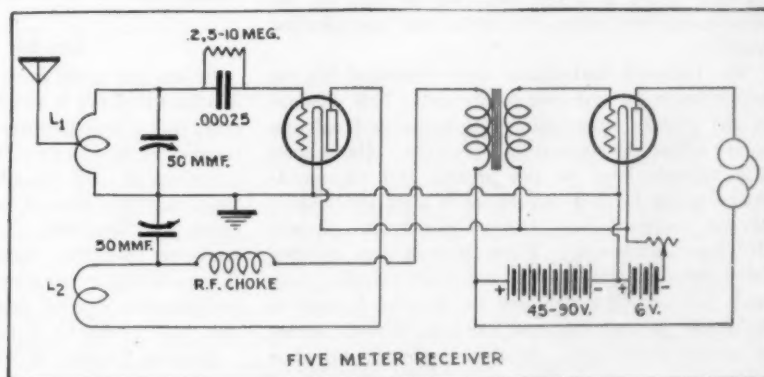 .2,5-10 MEG.
.00025
L1
50 MMF.
50 MMF.
L2
R.F. CHOKE
+ - + -
45-90V. 6 V.
FIVE METER RECEIVER